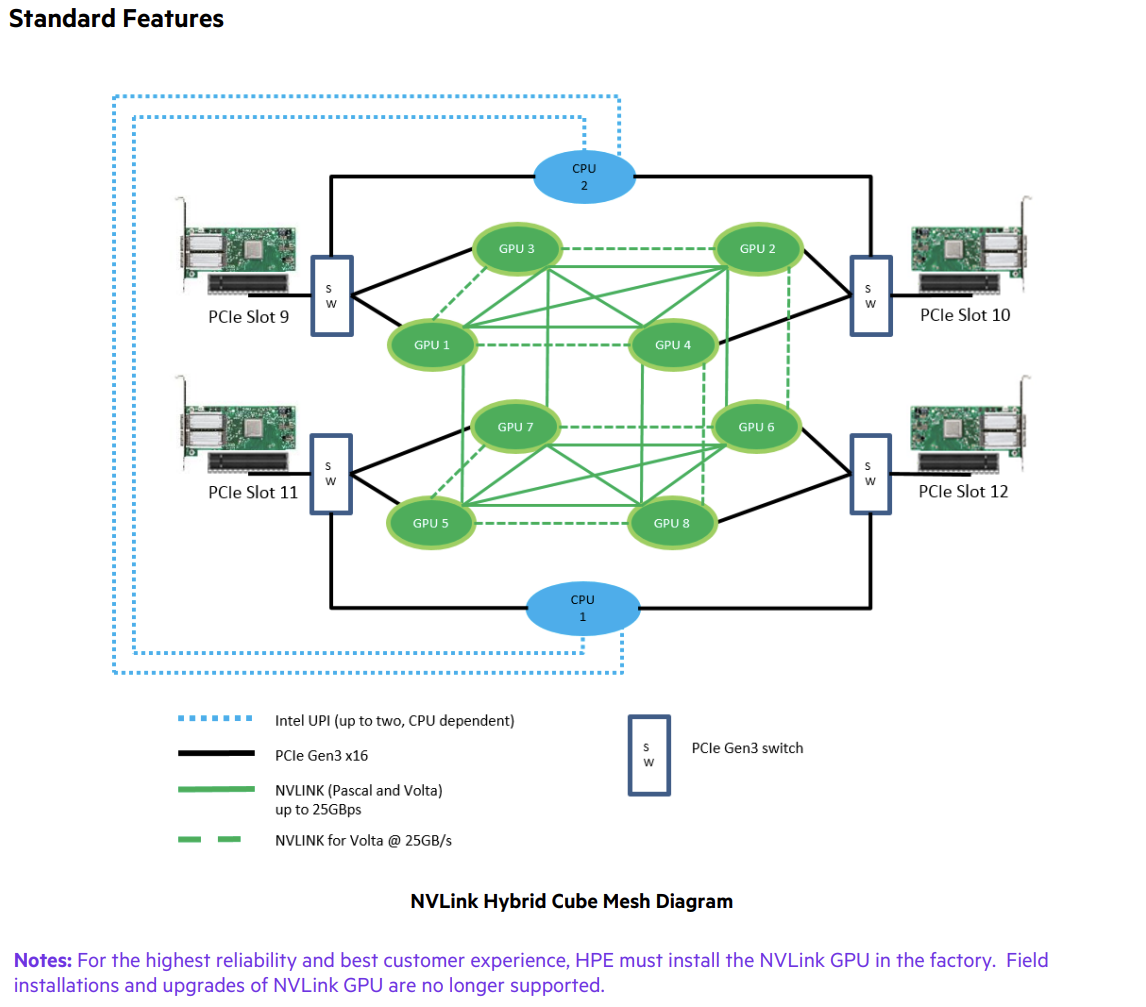 Standard Features
CPU
2
GPU 3
GPU 2
S
W
S
W
PCIe Slot 9
PCIe Slot 10
GPU 1
GPU 4
GPU 7
GPU 6
S
W
S
W
PCIe Slot 11
PCIe Slot 12
GPU 5
GPU 8
CPU
1
Intel UPI (up to two, CPU dependent)
PCIe Gen3 x16
NVLINK (Pascal and Volta)
up to 25GBps
NVLINK for Volta @ 25GB/s
S
W
PCIe Gen3 switch
NVLink Hybrid Cube Mesh Diagram
Notes: For the highest reliability and best customer experience, HPE must install the NVLink GPU in the factory. Field
installations and upgrades of NVLink GPU are no longer supported.